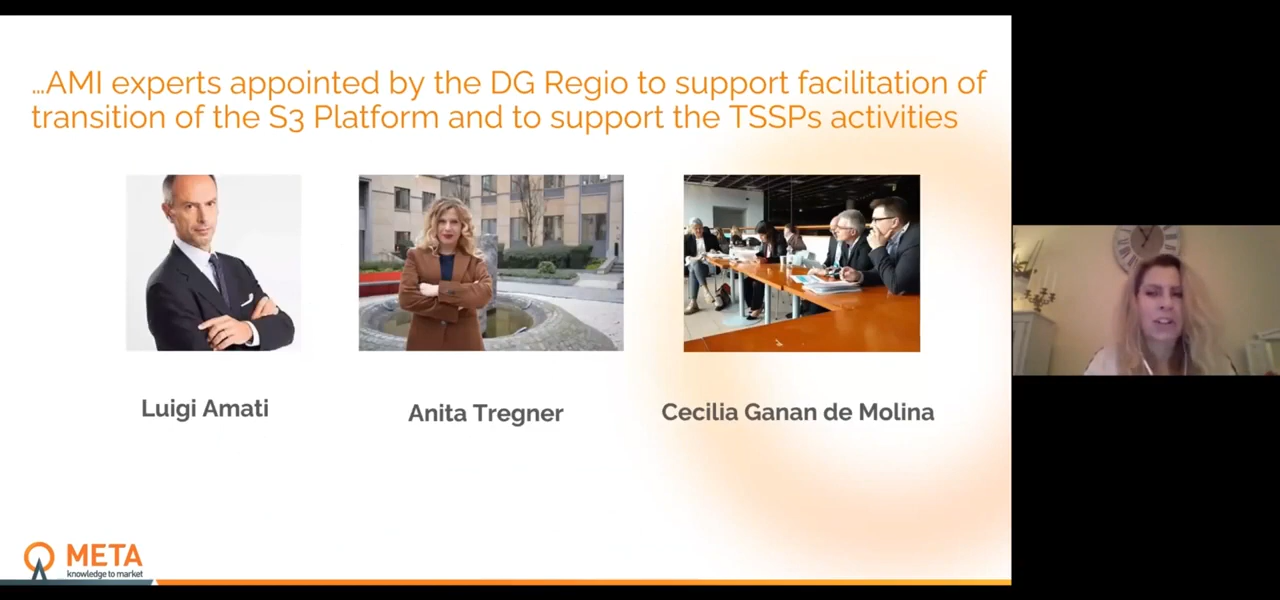 …AMI experts appointed by the DG Regio to support facilitation of
transition of the S3 Platform and to support the TSSPs activities
Luigi Amati
Anita Tregner
Cecilia Ganan de Molina
META
knowledge to market